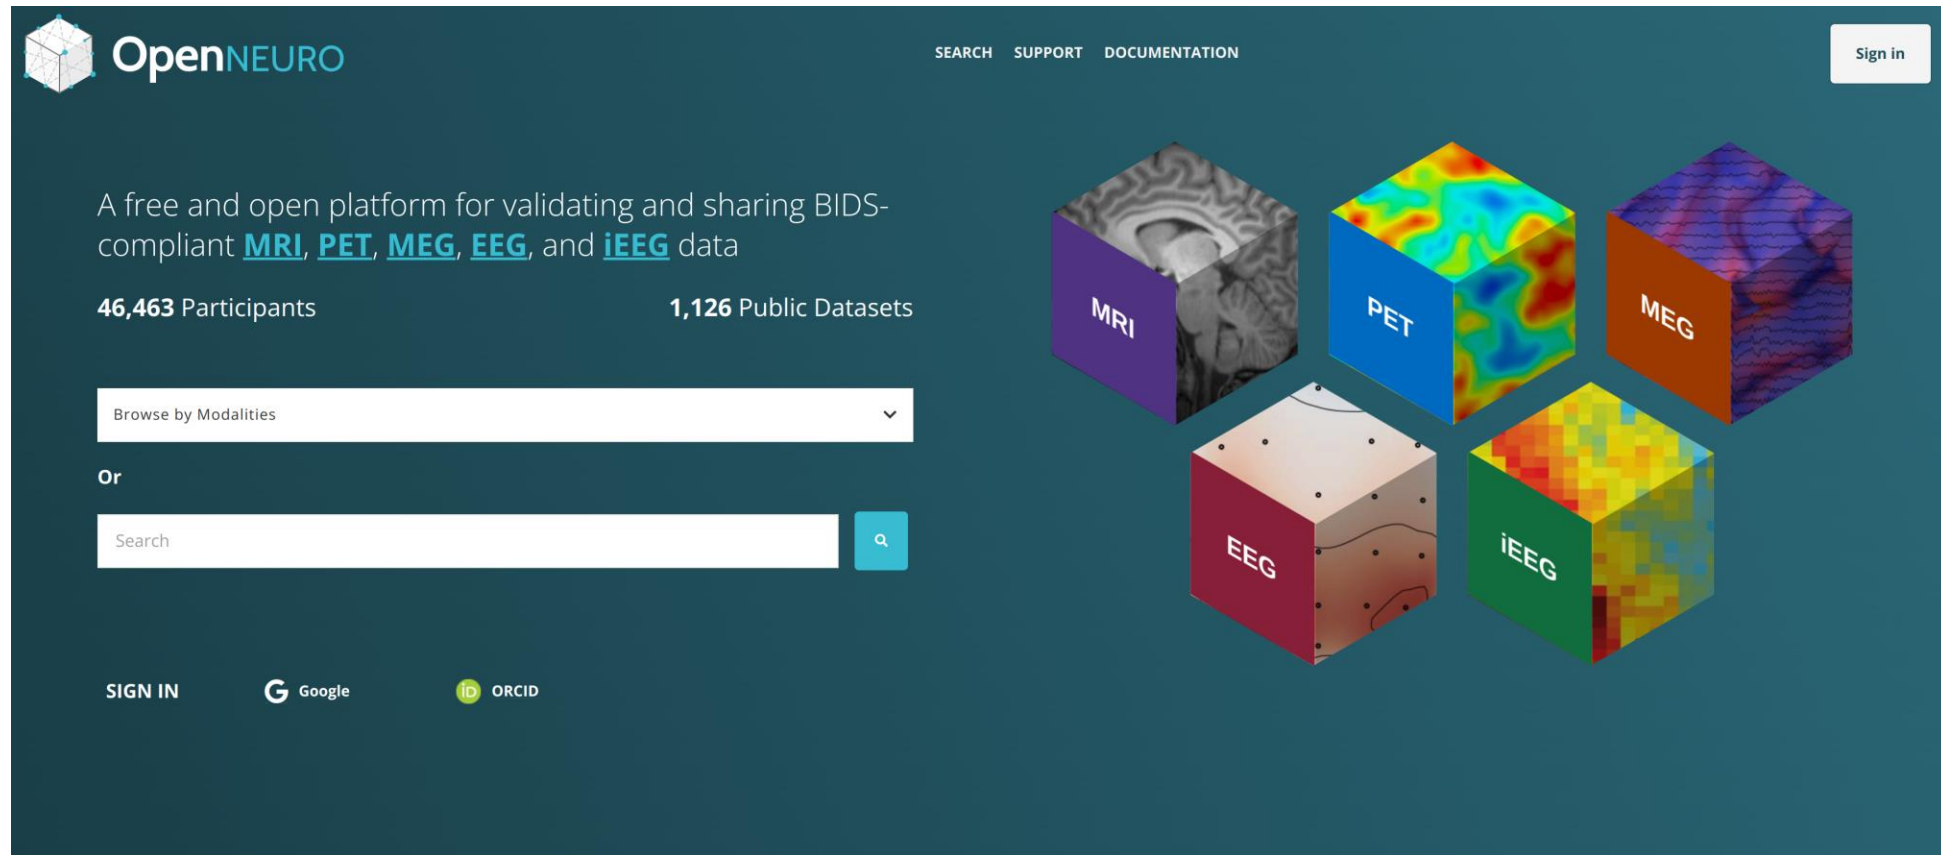 OpenNEURO
SEARCH SUPPORT DOCUMENTATION
Sign in
A free and open platform for validating and sharing BIDS-
compliant MRI, PET, MEG, EEG, and iEEG data
46,463 Participants
1,126 Public Datasets
Browse by Modalities
Or
Search
SIGN IN
Google
iD ORCID
MRI
PET
MEG
EEG
iEEG